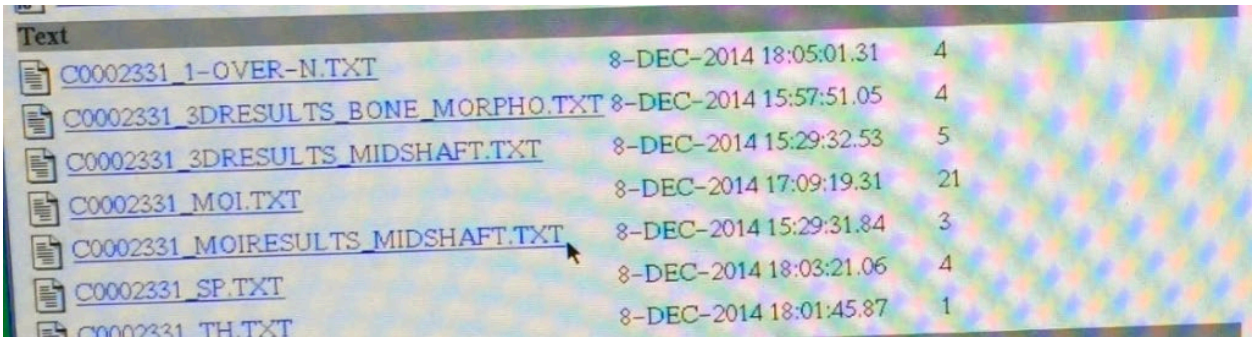 Text
C0002331_1-OVER-N.TXT 8-DEC-2014 18:05:01.31 4
C0002331_3DRESULTS_BONE_MORPHO.TXT 8-DEC-2014 15:57:51.05 4
C0002331_3DRESULTS_MIDSHAFT.TXT 8-DEC-2014 15:29:32.53 5
C0002331_MOI.TXT 8-DEC-2014 17:09:19.31 21
C0002331_MOIRESULTS_MIDSHAFT.TXT 8-DEC-2014 15:29:31.84 3
C0002331_SP.TXT 8-DEC-2014 18:03:21.06 4
C0002331_TH.TXT 8-DEC-2014 18:01:45.87 1